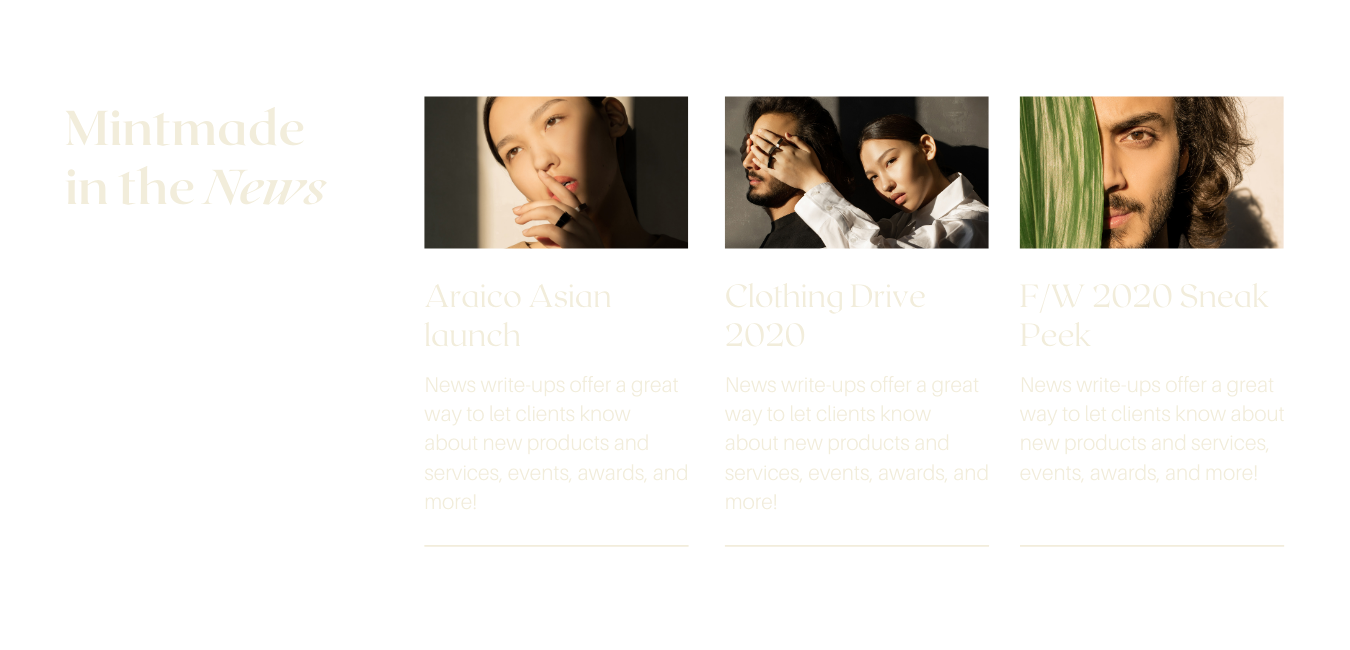 Mintmade
in the News
Araico Asian
launch
News write-ups offer a great
way to let clients know
about new products and
services, events, awards, and
more!
Clothing Drive
2020
News write-ups offer a great
way to let clients know
about new products and
services, events, awards, and
more!
F/W 2020 Sneak
Peek
News write-ups offer a great
way to let clients know about
new products and services,
events, awards, and more!